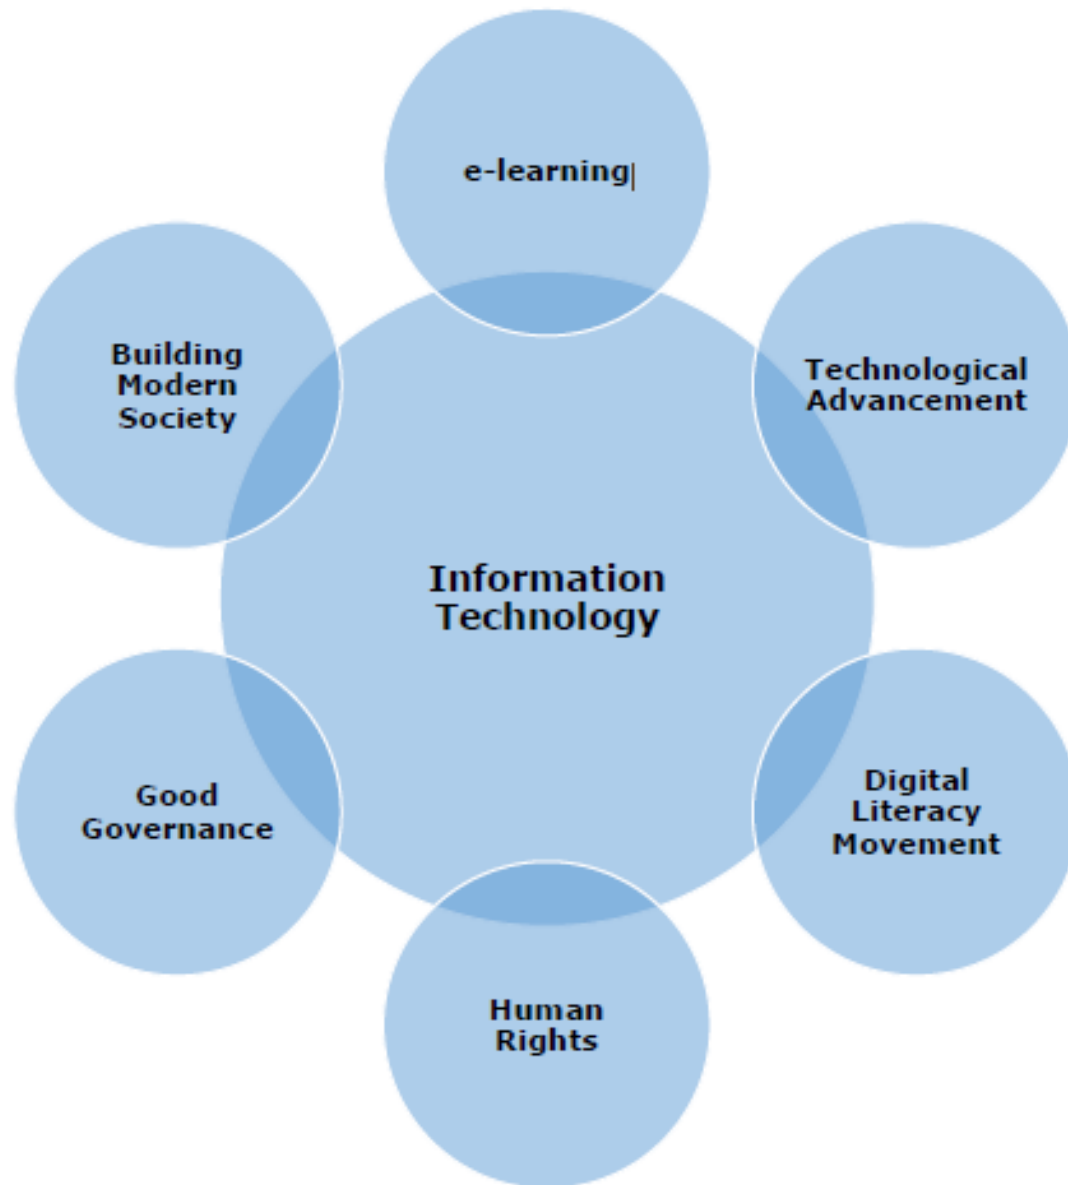 e-learning
Building
Modern
Society
Technological
Advancement
Information
Technology
Good
Governance
Digital
Literacy
Movement
Human
Rights